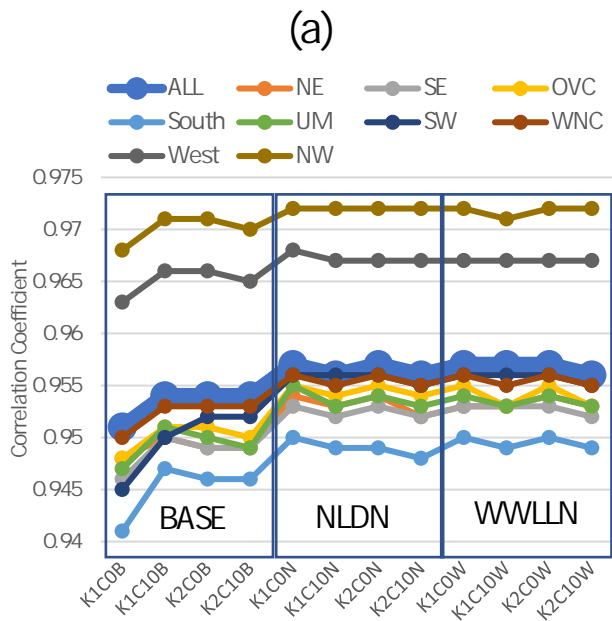 (a)
ALL NE SE OVC
South UM SW WNC
West NW
0.975
0.97
0.965
0.96
0.955
0.95
0.945
0.94
Correlation Coefficient
BASE NLDN WWLLN
K1C0B K1C10B K2C0B K2C10B K1C0N K1C10N K2C0N K2C10N K1C0W K1C10W K2C0W K2C10W